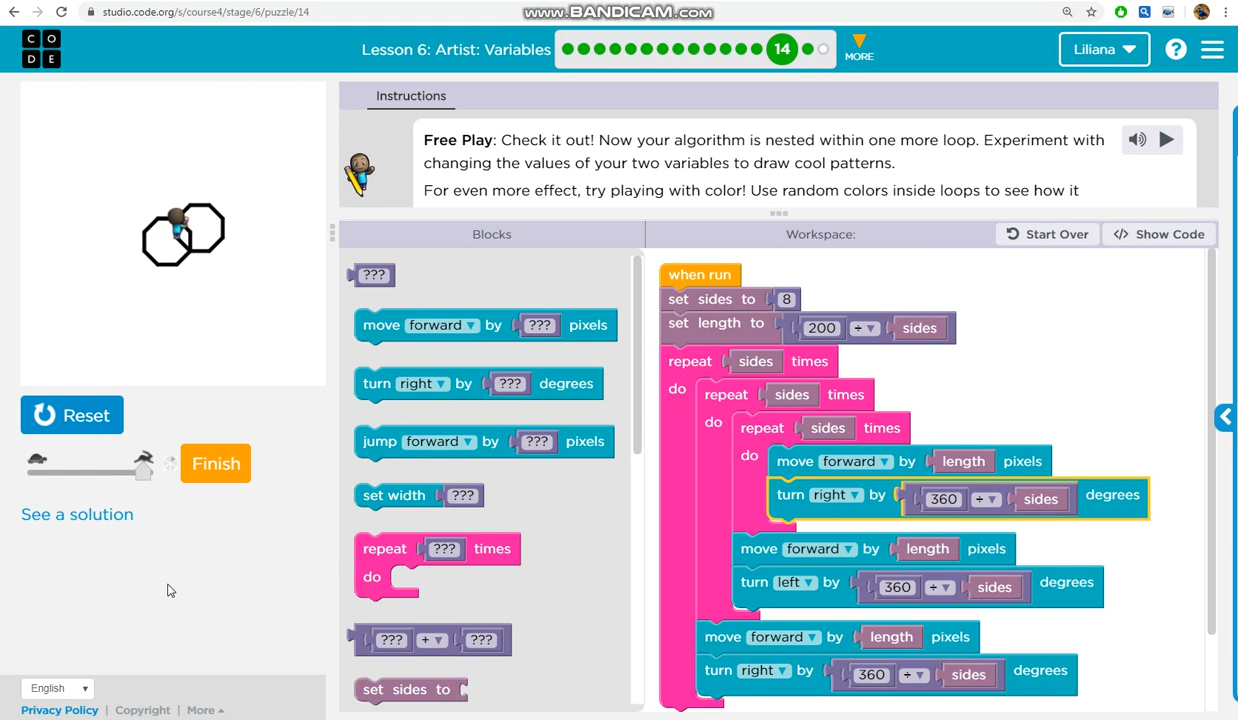 www.BANDICAM.com
studio.code.org/s/course4/stage/6/puzzle/14
C O
D E
Lesson 6: Artist: Variables
14
MORE
Liliana
?
Instructions
Free Play: Check it out! Now your algorithm is nested within one more loop. Experiment with
changing the values of your two variables to draw cool patterns.
For even more effect, try playing with color! Use random colors inside loops to see how it
Blocks
Workspace:
Start Over
</> Show Code
???
move forward by ??? pixels
turn right by ??? degrees
jump forward by ??? pixels
set width ???
repeat ??? times
do
??? + ???
set sides to
when run
set sides to 8
set length to 200 ÷ sides
repeat sides times
do repeat sides times
do repeat sides times
do move forward by length pixels
turn right by 360 ÷ sides degrees
move forward by length pixels
turn left by 360 ÷ sides degrees
move forward by length pixels
turn right by 360 ÷ sides degrees
Reset
Finish
See a solution
English
Privacy Policy | Copyright | More